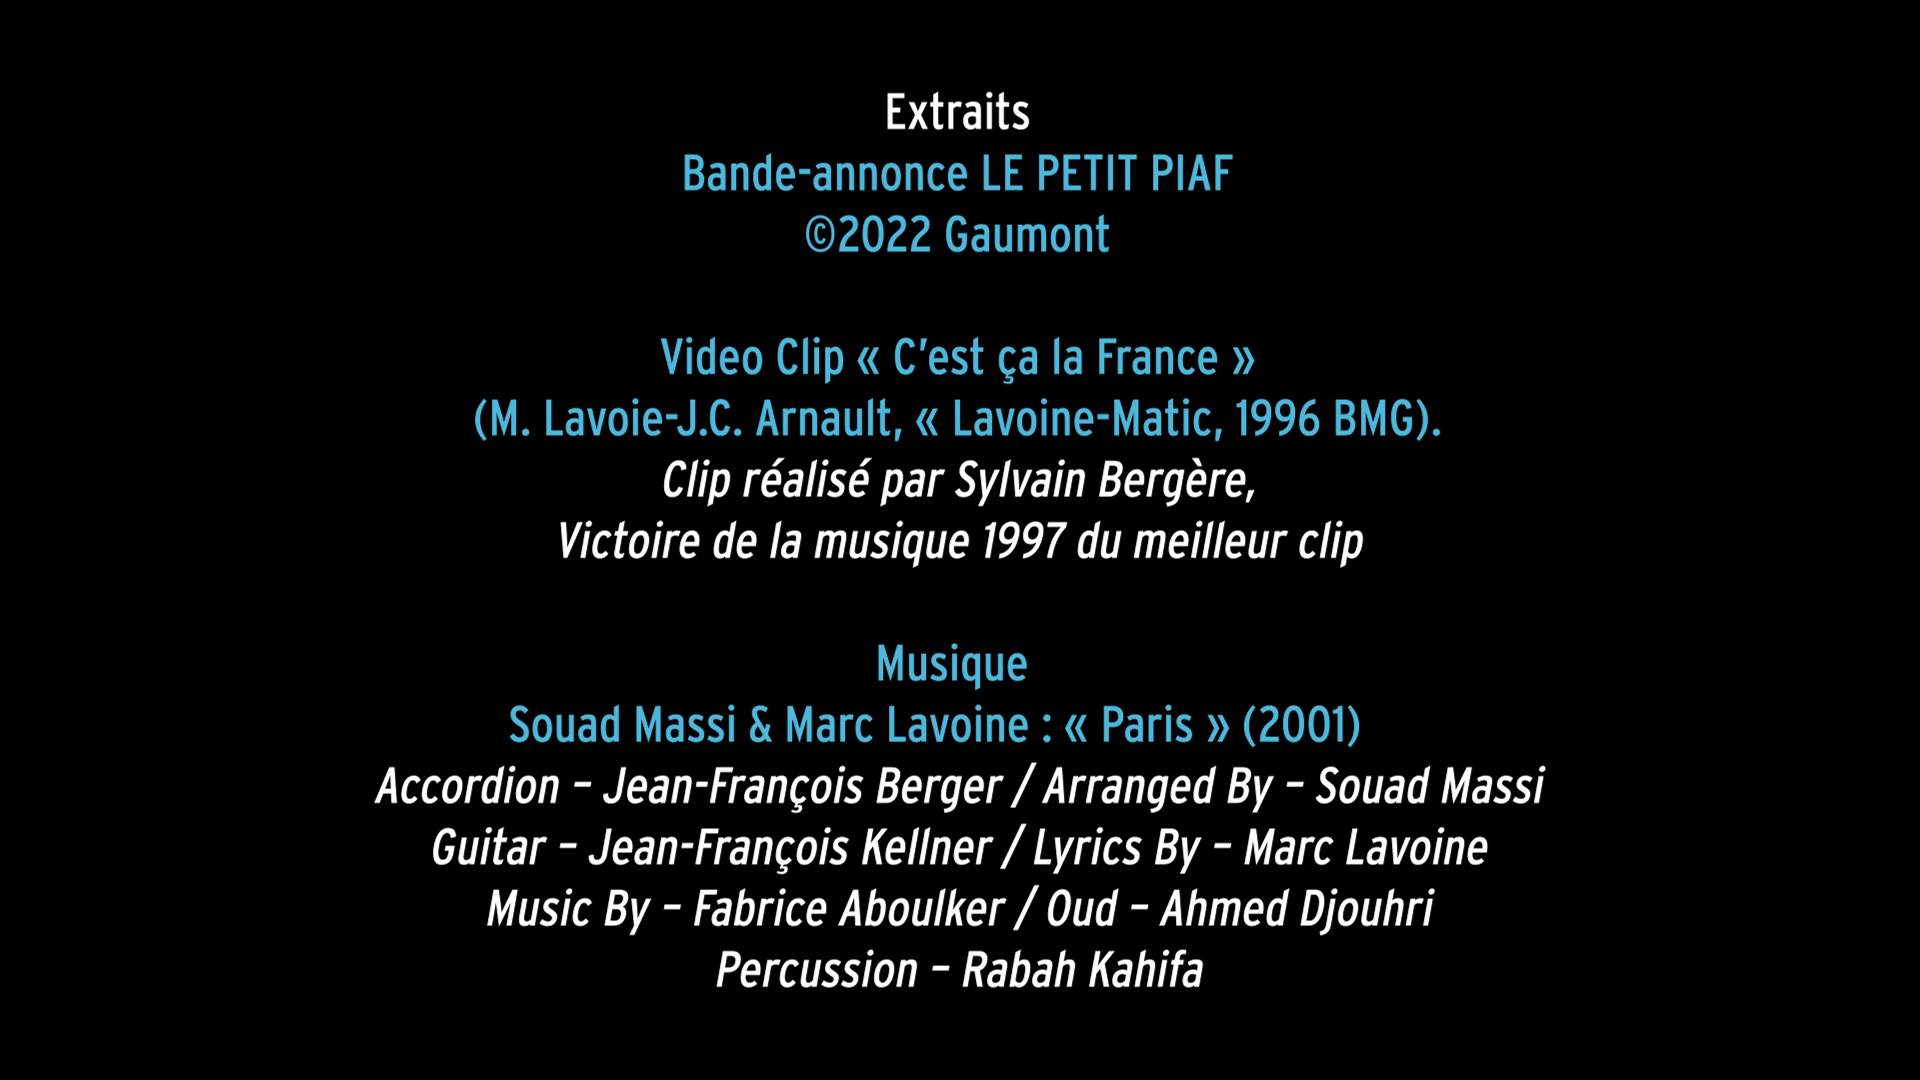 Extraits
Bande-annonce LE PETIT PIAF
©2022 Gaumont
Video Clip « C’est ça la France »
(M. Lavoie-J.C. Arnault, « Lavoine-Matic, 1996 BMG).
Clip réalisé par Sylvain Bergère,
Victoire de la musique 1997 du meilleur clip
Musique
Souad Massi & Marc Lavoine : « Paris » (2001)
Accordion – Jean-François Berger / Arranged By – Souad Massi
Guitar – Jean-François Kellner / Lyrics By – Marc Lavoine
Music By – Fabrice Aboulker / Oud – Ahmed Djouhri
Percussion – Rabah Kahifa